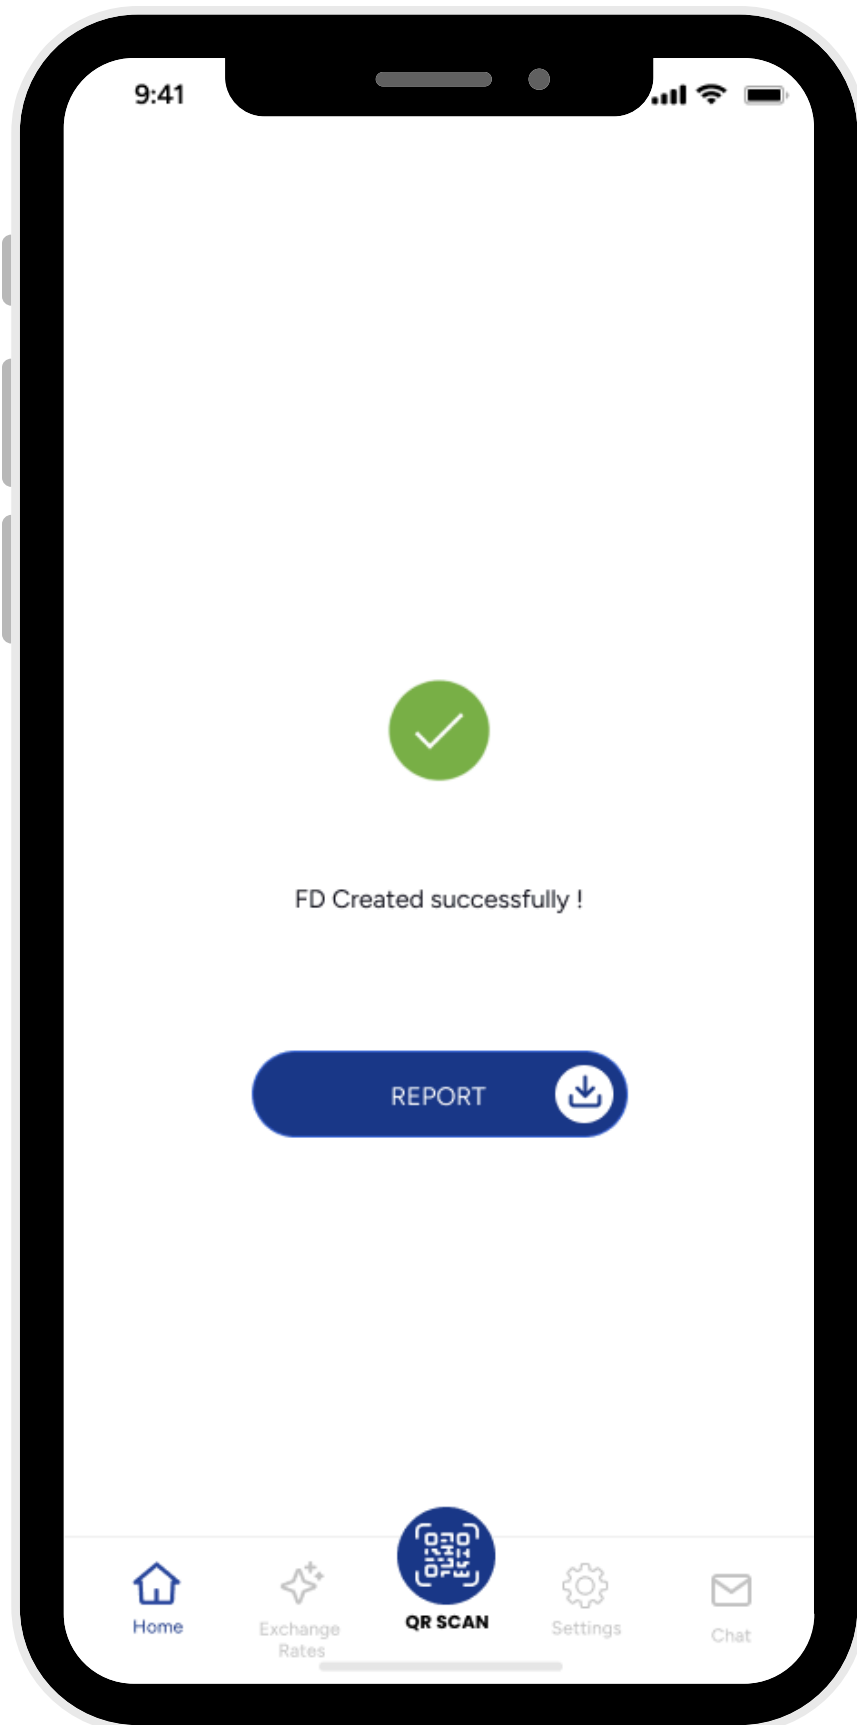 9:41
FD Created successfully !
REPORT
Home
Exchange
Rates
QR SCAN
Settings
Chat